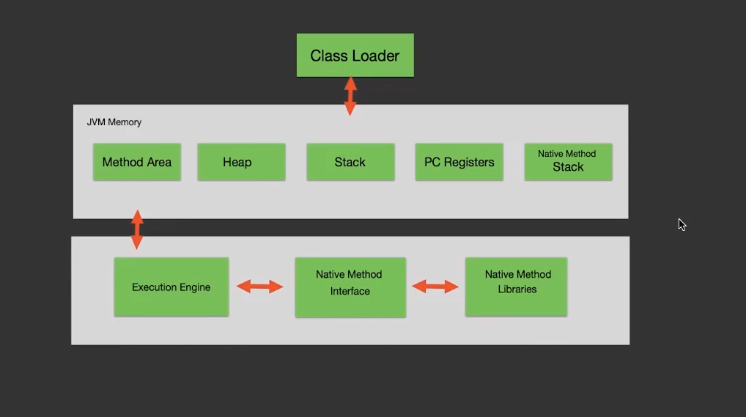 Class Loader
JVM Memory
Method Area
Heap
Stack
PC Registers
Native Method
Stack
Execution Engine
Native Method
Interface
Native Method
Libraries